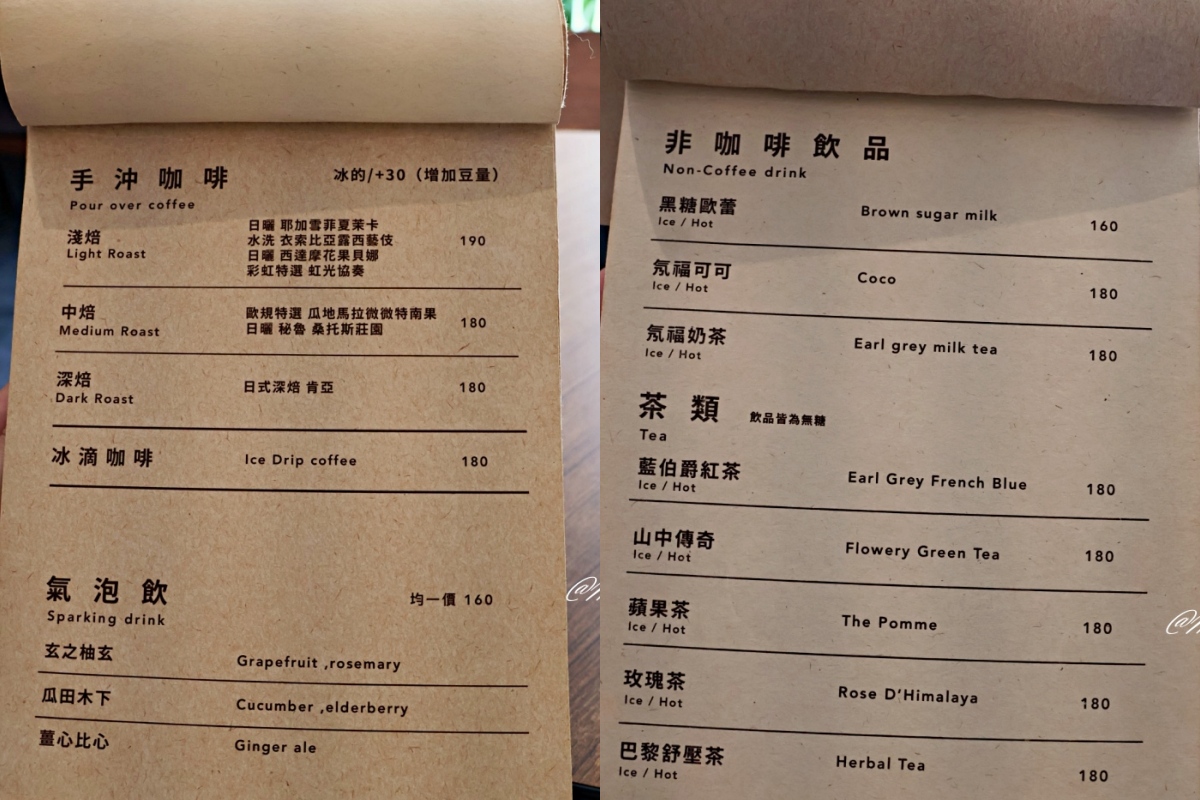 手沖咖啡 冰的/+30（增加豆量）
Pour over coffee
淺焙
Light Roast
日曬 耶加雪菲夏茉卡
水洗 衣索比亞露西藝伎
日曬 西達摩花果貝娜
彩虹特選 虹光協奏
190
中焙
Medium Roast
歐規特選 瓜地馬拉微微特南果
日曬 秘魯 桑托斯莊園
180
深焙
Dark Roast
日式深焙 肯亞 180
冰滴咖啡 Ice Drip coffee 180
氣泡飲 均一價 160
Sparking drink
玄之柚玄 Grapefruit ,rosemary
瓜田木下 Cucumber ,elderberry
薑心比心 Ginger ale
非咖啡飲品
Non-Coffee drink
黑糖歐蕾 Brown sugar milk 160
Ice / Hot
氖福可可 Coco 180
Ice / Hot
氖福奶茶 Earl grey milk tea 180
Ice / Hot
茶類 飲品皆為無糖
Tea
藍伯爵紅茶 Earl Grey French Blue 180
Ice / Hot
山中傳奇 Flowery Green Tea 180
Ice / Hot
蘋果茶 The Pomme 180
Ice / Hot
玫瑰茶 Rose D'Himalaya 180
Ice / Hot
巴黎舒壓茶 Herbal Tea 180
Ice / Hot